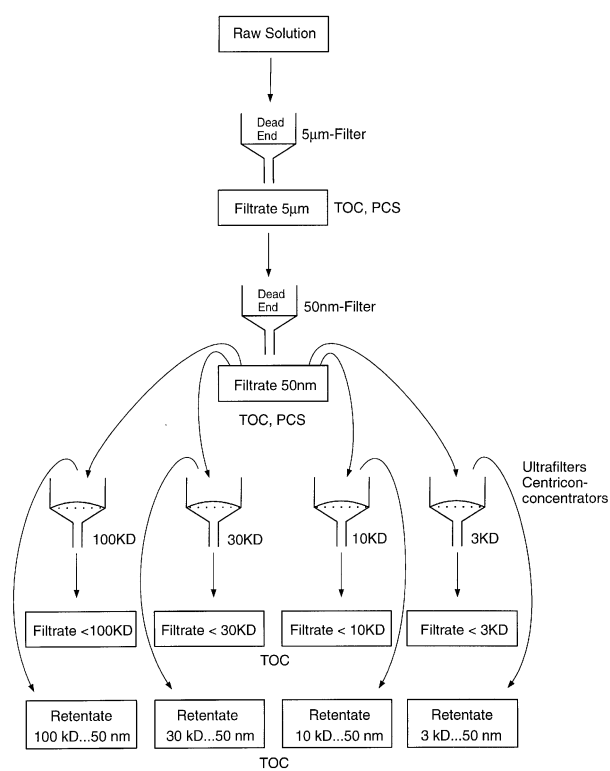 Raw Solution
Dead
End
5µm-Filter
Filtrate 5µm
TOC, PCS
Dead
End
50nm-Filter
Filtrate 50nm
TOC, PCS
Ultrafilters
Centricon-
concentrators
100KD
30KD
10KD
3KD
Filtrate <100KD
Filtrate < 30KD
Filtrate < 10KD
Filtrate < 3KD
TOC
Retentate
100 kD...50 nm
Retentate
30 kD...50 nm
Retentate
10 kD...50 nm
Retentate
3 kD...50 nm
TOC